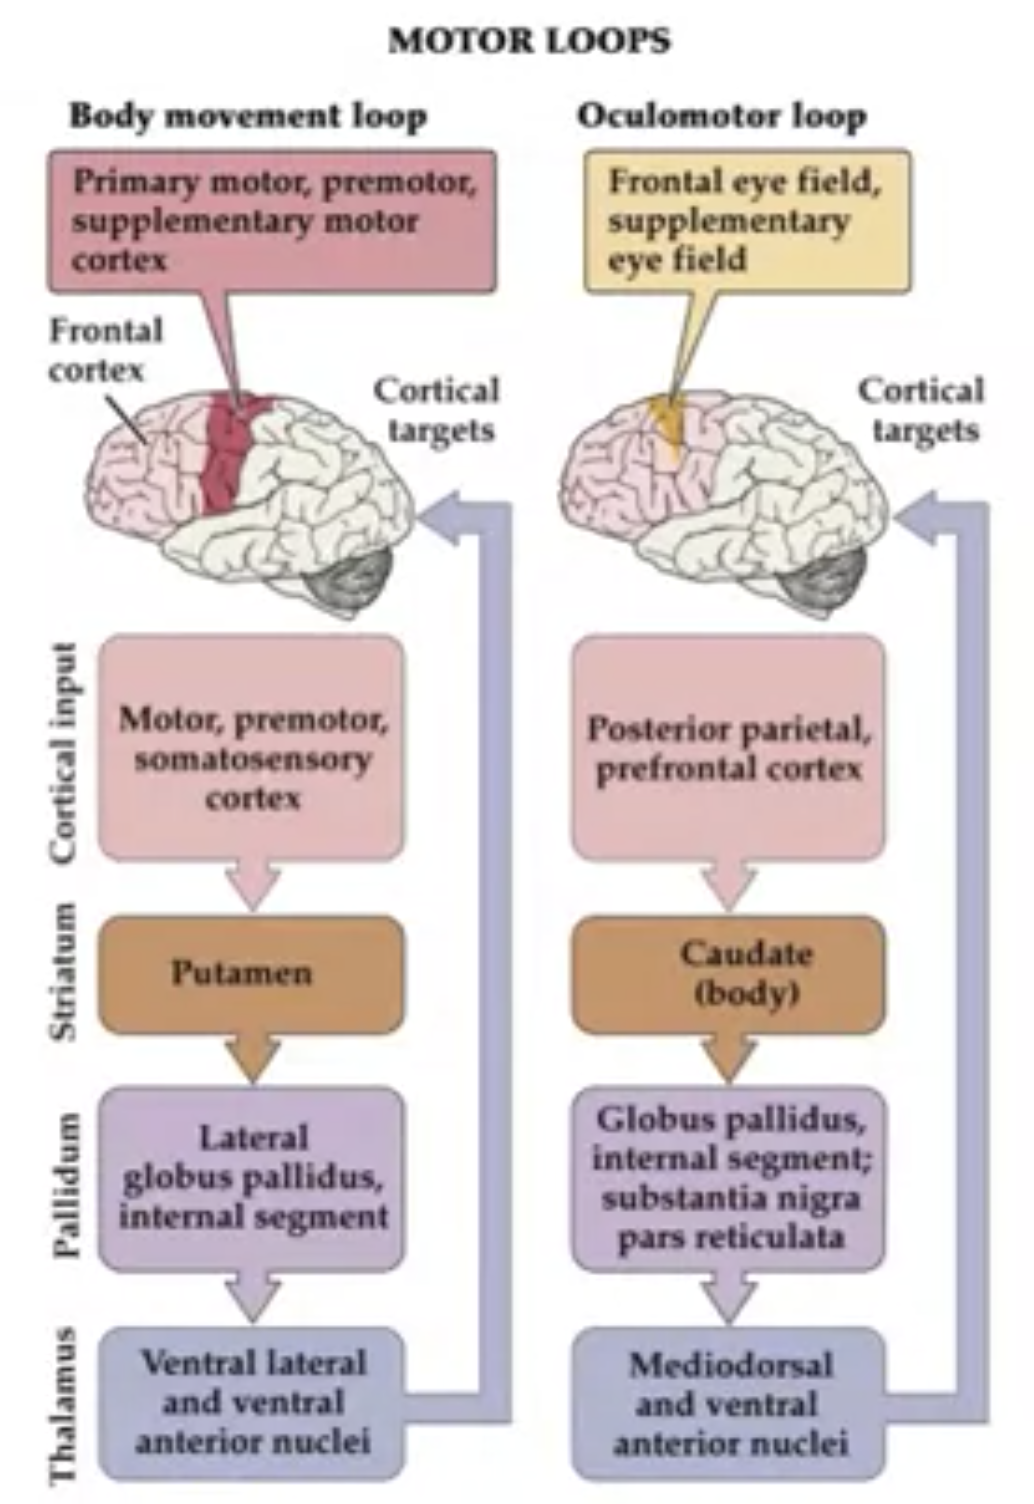 MOTOR LOOPS
Body movement loop
Primary motor, premotor,
supplementary motor
cortex
Frontal
cortex
Cortical
targets
Cortical input
Motor, premotor,
somatosensory
cortex
Striatum
Putamen
Pallidum
Lateral
globus pallidus,
internal segment
Thalamus
Ventral lateral
and ventral
anterior nuclei
Oculomotor loop
Frontal eye field,
supplementary
eye field
Cortical
targets
Posterior parietal,
prefrontal cortex
Caudate
(body)
Globus pallidus,
internal segment;
substantia nigra
pars reticulata
Mediodorsal
and ventral
anterior nuclei